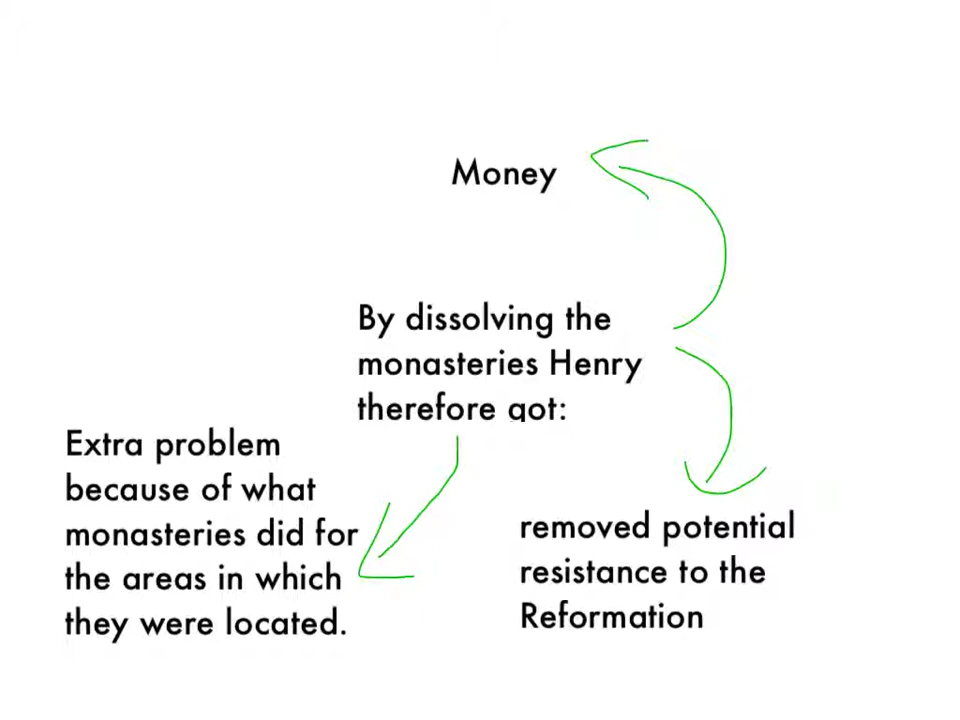 Money
By dissolving the
monasteries Henry
therefore got:
Extra problem
because of what
monasteries did for
the areas in which
they were located.
removed potential
resistance to the
Reformation